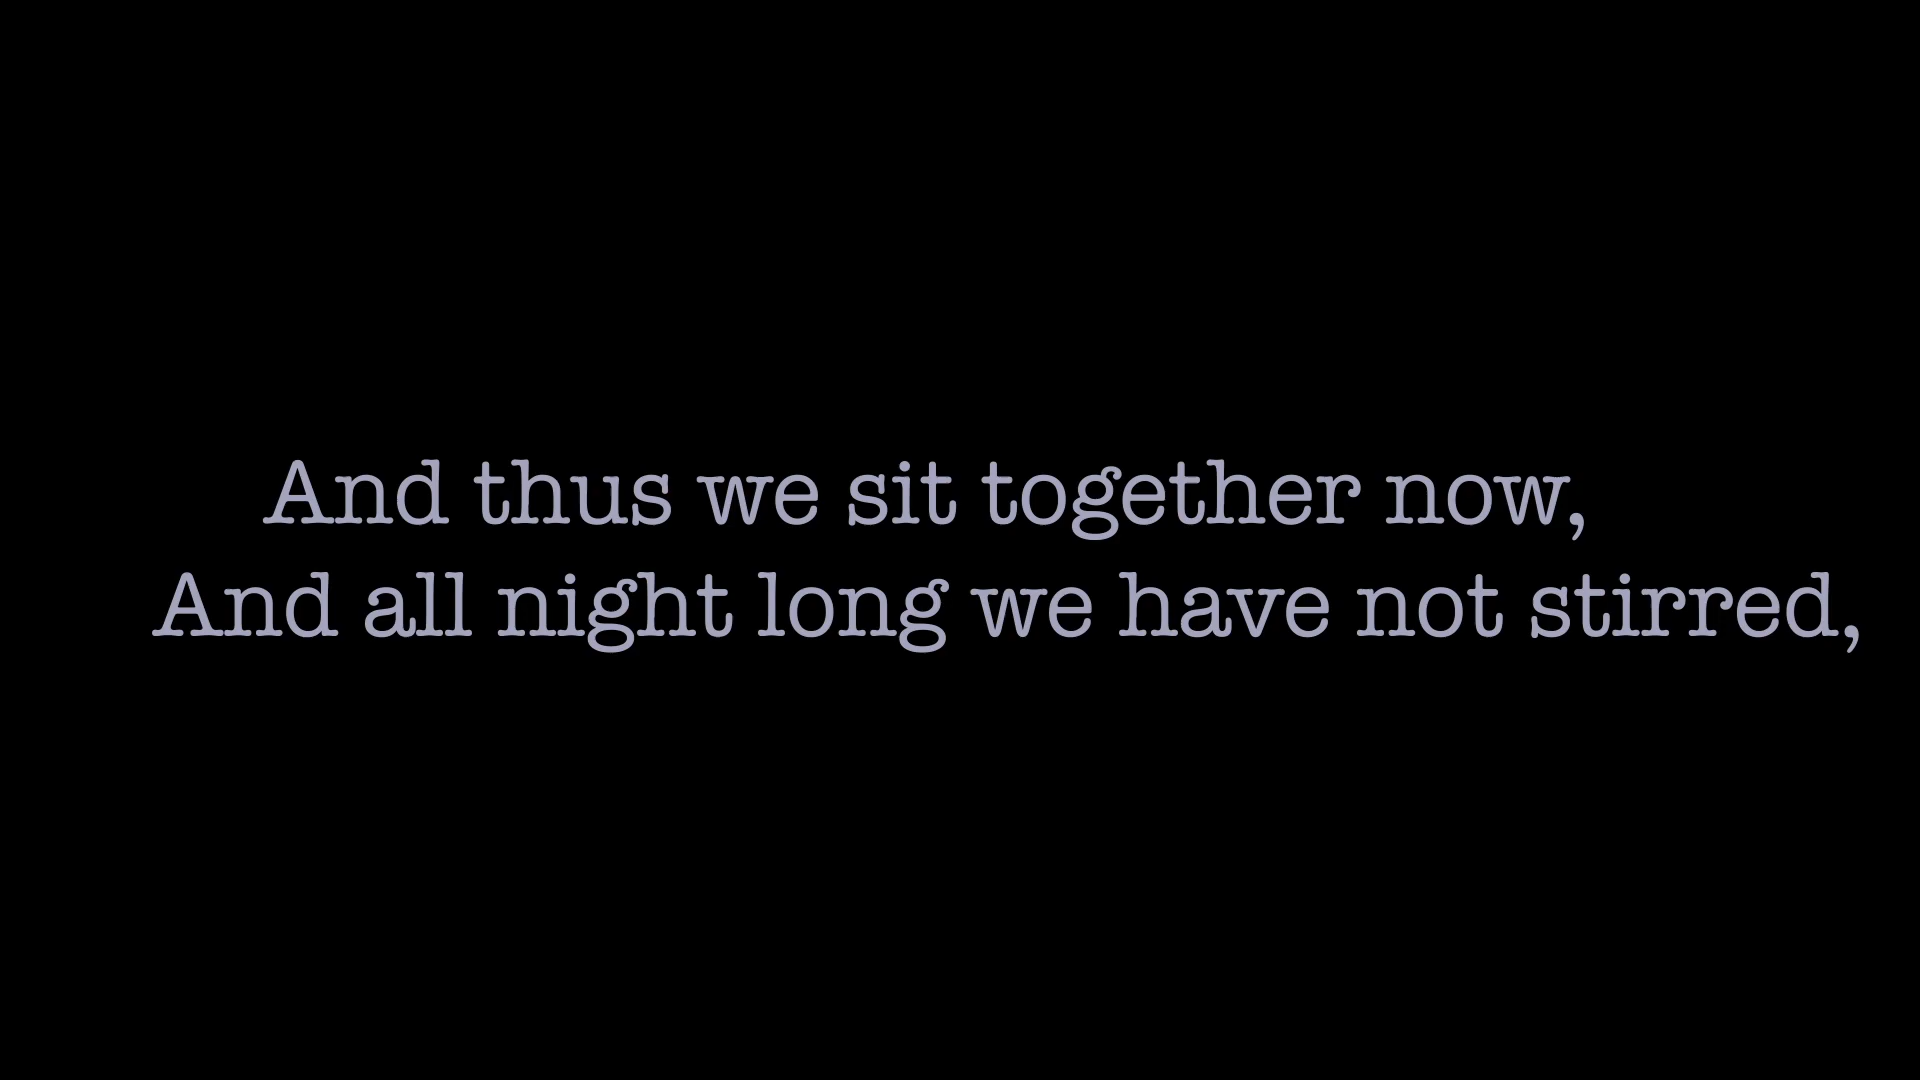 And thus we sit together now,
And all night long we have not stirred,